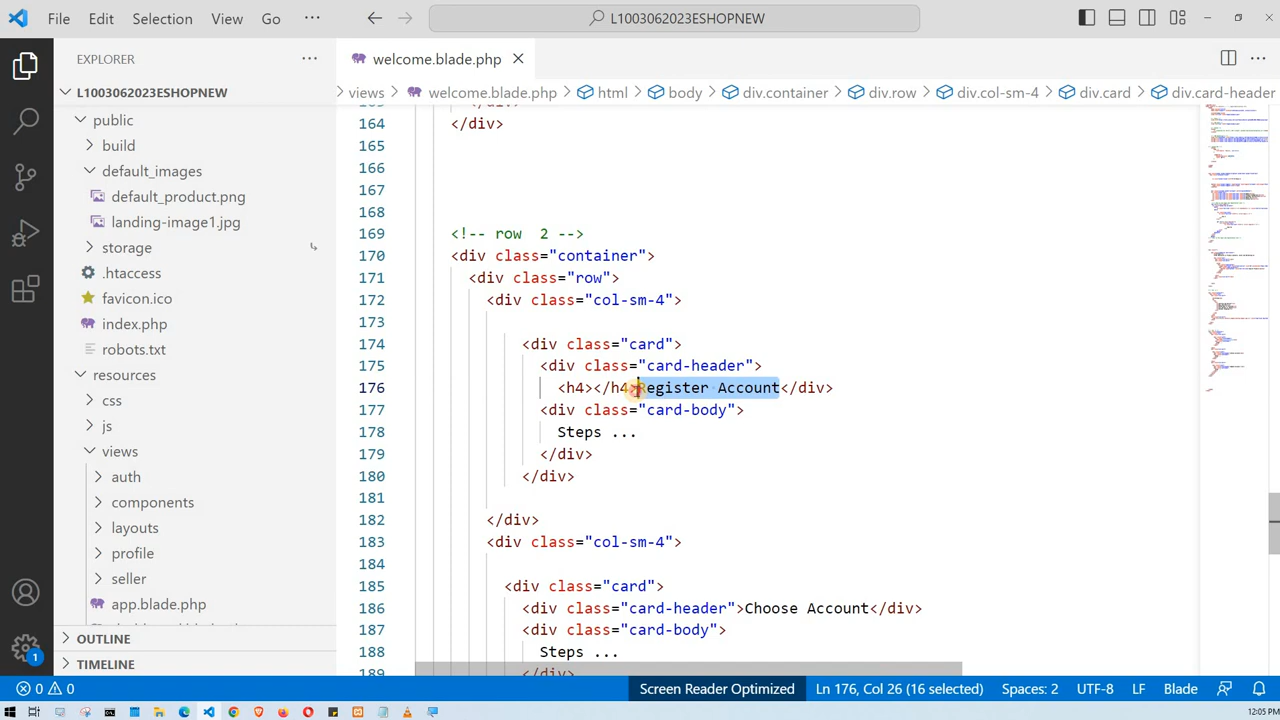 File Edit Selection View Go ... L1003062023ESHOPNEW
EXPLORER
welcome.blade.php
L1003062023ESHOPNEW
views welcome.blade.php html body div.container div.row div.col-sm-4 div.card div.card-header
public
build
default_images
default_product.png
landing-image1.jpg
storage
.htaccess
favicon.ico
index.php
robots.txt
resources
css
js
views
auth
components
layouts
profile
seller
app.blade.php
OUTLINE
TIMELINE
164 </div>
165
166
167
168
169 <!-- row -->
170 <div class="container">
171 <div class="row">
172 <div class="col-sm-4">
173
174 <div class="card">
175 <div class="card-header">
176 <h4></h4>Register Account</div>
177 <div class="card-body">
178 Steps ...
179 </div>
180 </div>
181
182 </div>
183 <div class="col-sm-4">
184
185 <div class="card">
186 <div class="card-header">Choose Account</div>
187 <div class="card-body">
188 Steps ...
189 </div>
1
0 0 Screen Reader Optimized Ln 176, Col 26 (16 selected) Spaces: 2 UTF-8 LF Blade
12:05 PM